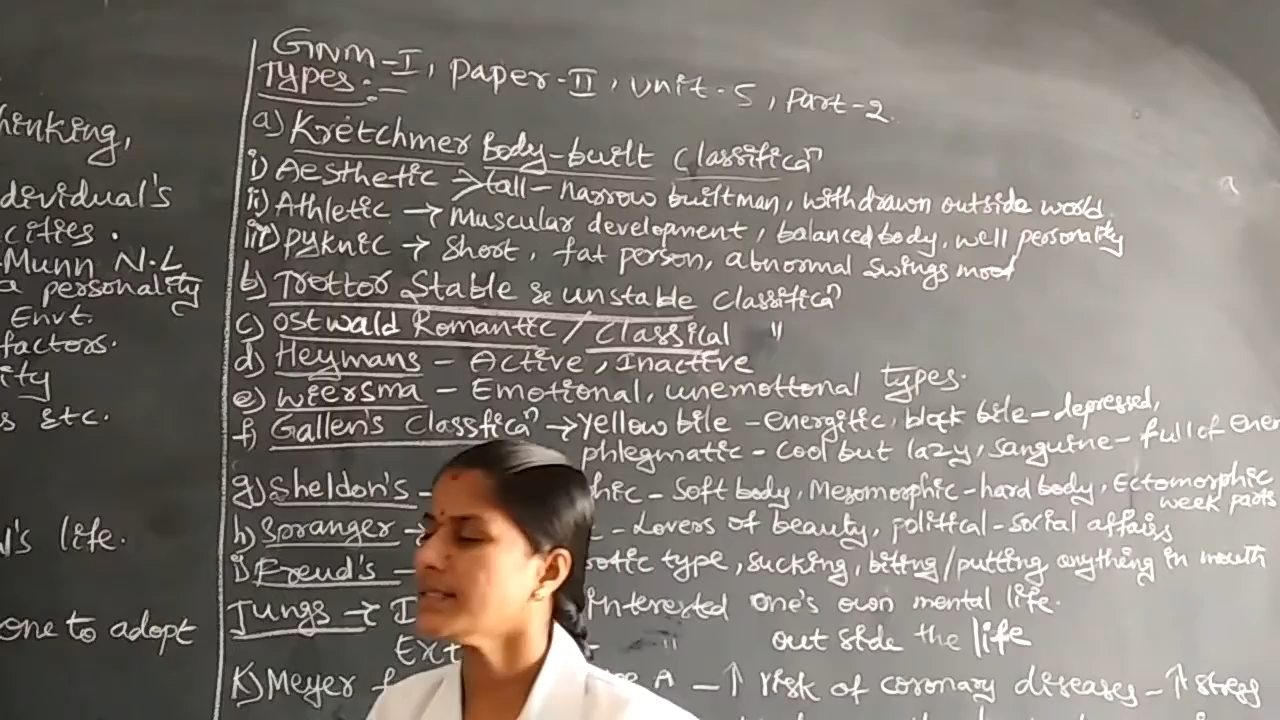 hinking,
dividual's
cities.
-Munn N.L
a personality
Envt.
factors.
ity
s etc.
's life.
one to adopt
GNM-I, paper-II, unit-5, Part-2
Types:-
a) Kretchmer Body-built classificaⁿ
i) Aesthetic → tall - narrow builtman, withdrawn outside world.
ii) Athletic → Muscular development, balanced body, well personality
iii) pyknic → short, fat person, abnormal swings mood
b) Trottor Stable & unstable classificaⁿ
c) Ostwald Romantic / classical "
d) Heymans - Active, Inactive
e) Wiersma - Emotional, unemottonal types.
f) Gallen's Classficaⁿ → yellow bile - energitic, black bile - depressed,
phlegmatic - cool but lazy, sanguine - full of ener
g) Sheldon's - hic - soft body, Mesomorphic - hard body, Ectomorphic
week parts
h) Spranger → - Lovers of beauty, political - social affairs
i) Freud's - otic type, sucking, biting/putting anything in mouth
Jungs → I interested one's own mental life.
Ext " out side the life
K) Meyer f A - ↑ risk of coronary diseases - ↑ stress